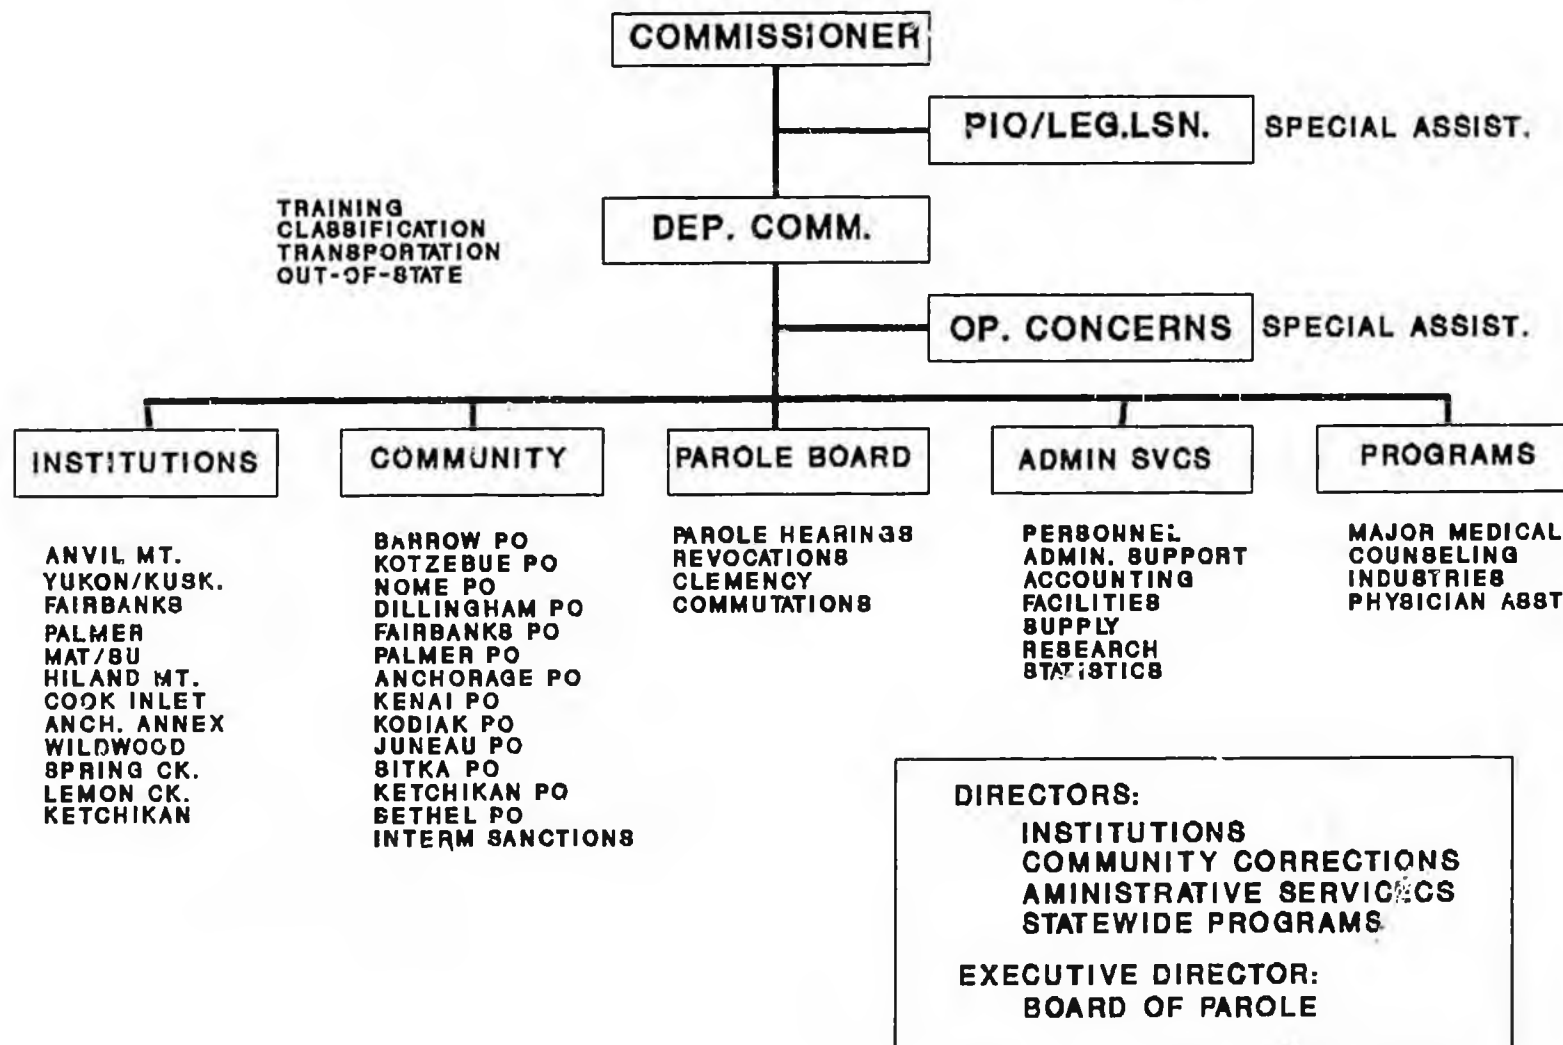 COMMISSIONER
PIO/LEG.LSN. SPECIAL ASSIST.
TRAINING
CLASSIFICATION
TRANSPORTATION
OUT-OF-STATE
DEP. COMM.
OP. CONCERNS SPECIAL ASSIST.
INSTITUTIONS
ANVIL MT.
YUKON/KUSK.
FAIRBANKS
PALMER
MAT/SU
HILAND MT.
COOK INLET
ANCH. ANNEX
WILDWOOD
SPRING CK.
LEMON CK.
KETCHIKAN
COMMUNITY
BARROW PO
KOTZEBUE PO
NOME PO
DILLINGHAM PO
FAIRBANKS PO
PALMER PO
ANCHORAGE PO
KENAI PO
KODIAK PO
JUNEAU PO
SITKA PO
KETCHIKAN PO
BETHEL PO
INTERM SANCTIONS
PAROLE BOARD
PAROLE HEARINGS
REVOCATIONS
CLEMENCY
COMMUTATIONS
ADMIN SVCS
PERSONNEL
ADMIN. SUPPORT
ACCOUNTING
FACILITIES
SUPPLY
RESEARCH
STATISTICS
PROGRAMS
MAJOR MEDICAL
COUNSELING
INDUSTRIES
PHYSICIAN ASST
DIRECTORS:
INSTITUTIONS
COMMUNITY CORRECTIONS
AMINISTRATIVE SERVICECS
STATEWIDE PROGRAMS
EXECUTIVE DIRECTOR:
BOARD OF PAROLE